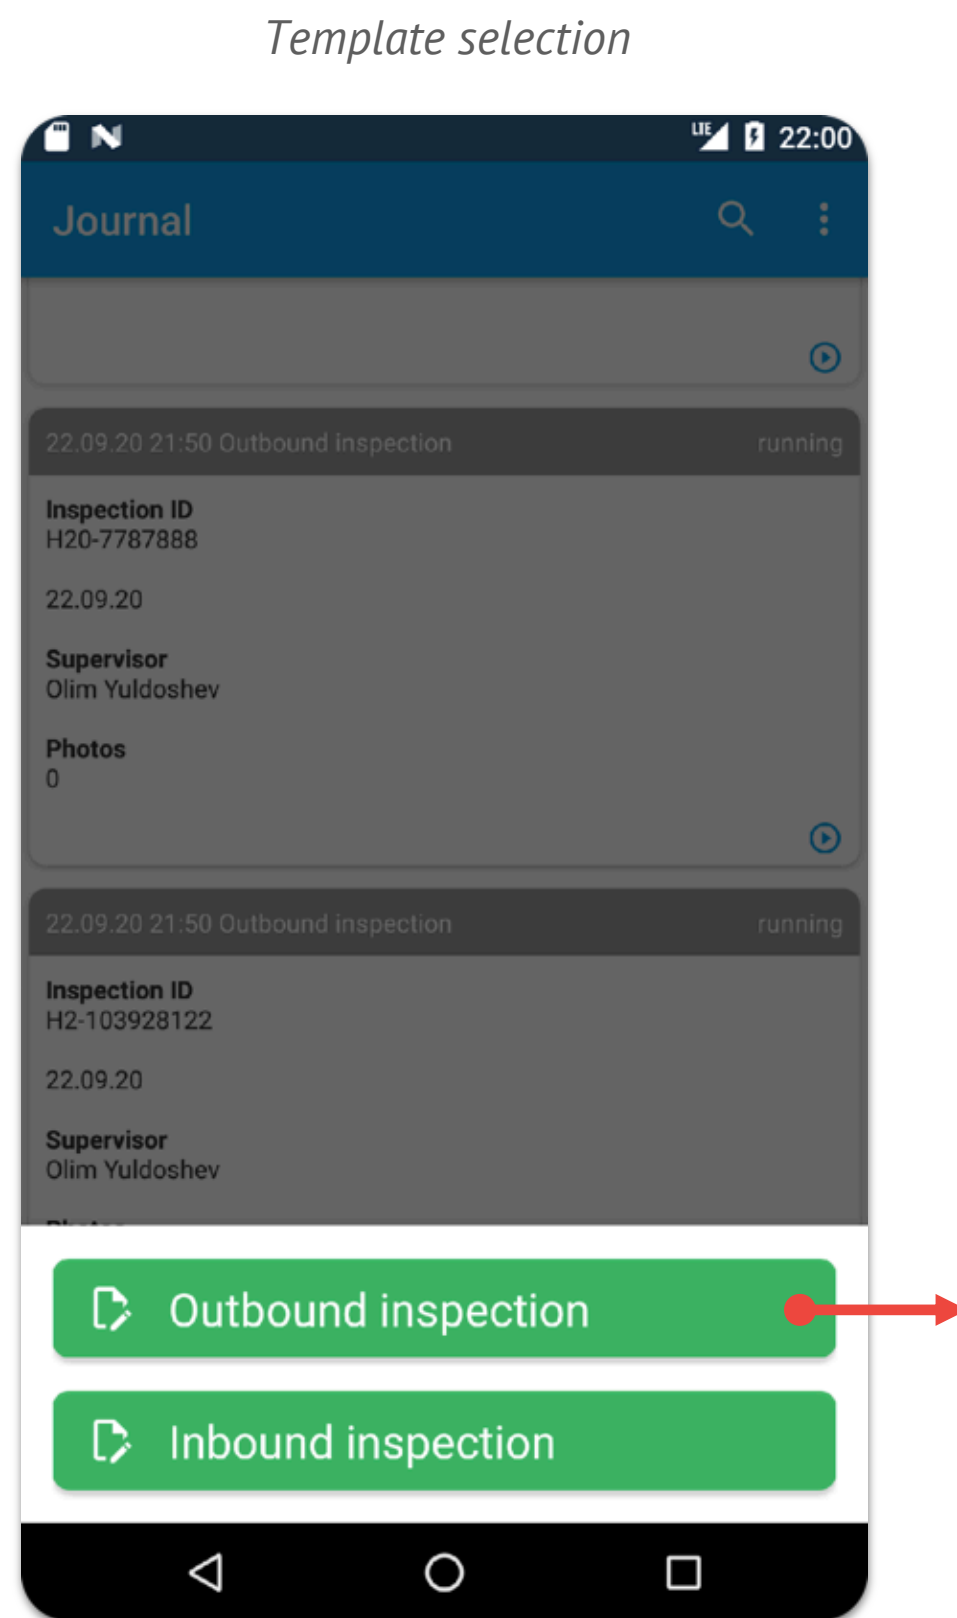 Template selection
LTE 22:00
Journal
22.09.20 21:50 Outbound inspection running
Inspection ID
H20-7787888
22.09.20
Supervisor
Olim Yuldoshev
Photos
0
22.09.20 21:50 Outbound inspection running
Inspection ID
H2-103928122
22.09.20
Supervisor
Olim Yuldoshev
Outbound inspection
Inbound inspection